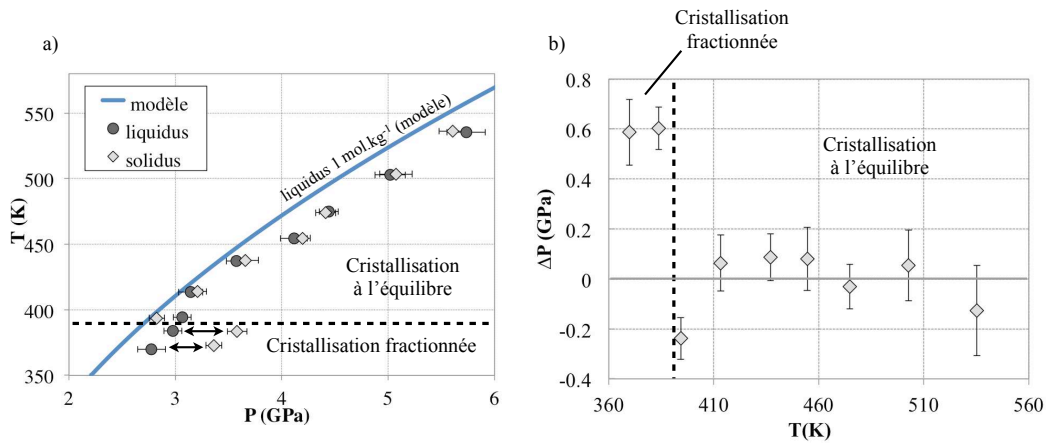 a)
modèle
liquidus
solidus
liquidus 1 mol.kg-1 (modèle)
Cristallisation
à l'équilibre
Cristallisation fractionnée
T (K)
550
500
450
400
350
2
3
4
5
6
P (GPa)
b)
Cristallisation
fractionnée
Cristallisation
à l'équilibre
ΔP (GPa)
0.8
0.6
0.4
0.2
0
-0.2
-0.4
360
410
460
510
560
T(K)